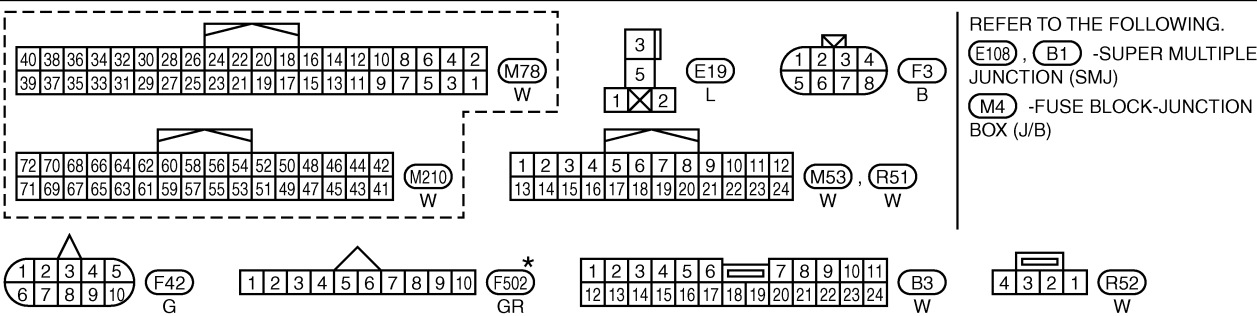 40 38 36 34 32 30 28 26 24 22 20 18 16 14 12 10 8 6 4 2
39 37 35 33 31 29 27 25 23 21 19 17 15 13 11 9 7 5 3 1
M78
W
3
5
1 2
E19
L
1 2 3 4
5 6 7 8
F3
B
REFER TO THE FOLLOWING.
E108 , B1 -SUPER MULTIPLE
JUNCTION (SMJ)
M4 -FUSE BLOCK-JUNCTION
BOX (J/B)
72 70 68 66 64 62 60 58 56 54 52 50 48 46 44 42
71 69 67 65 63 61 59 57 55 53 51 49 47 45 43 41
M210
W
1 2 3 4 5 6 7 8 9 10 11 12
13 14 15 16 17 18 19 20 21 22 23 24
M53 , R51
W W
1 2 3 4 5
6 7 8 9 10
F42
G
1 2 3 4 5 6 7 8 9 10
F502 *
GR
1 2 3 4 5 6 7 8 9 10 11
12 13 14 15 16 17 18 19 20 21 22 23 24
B3
W
4 3 2 1
R52
W